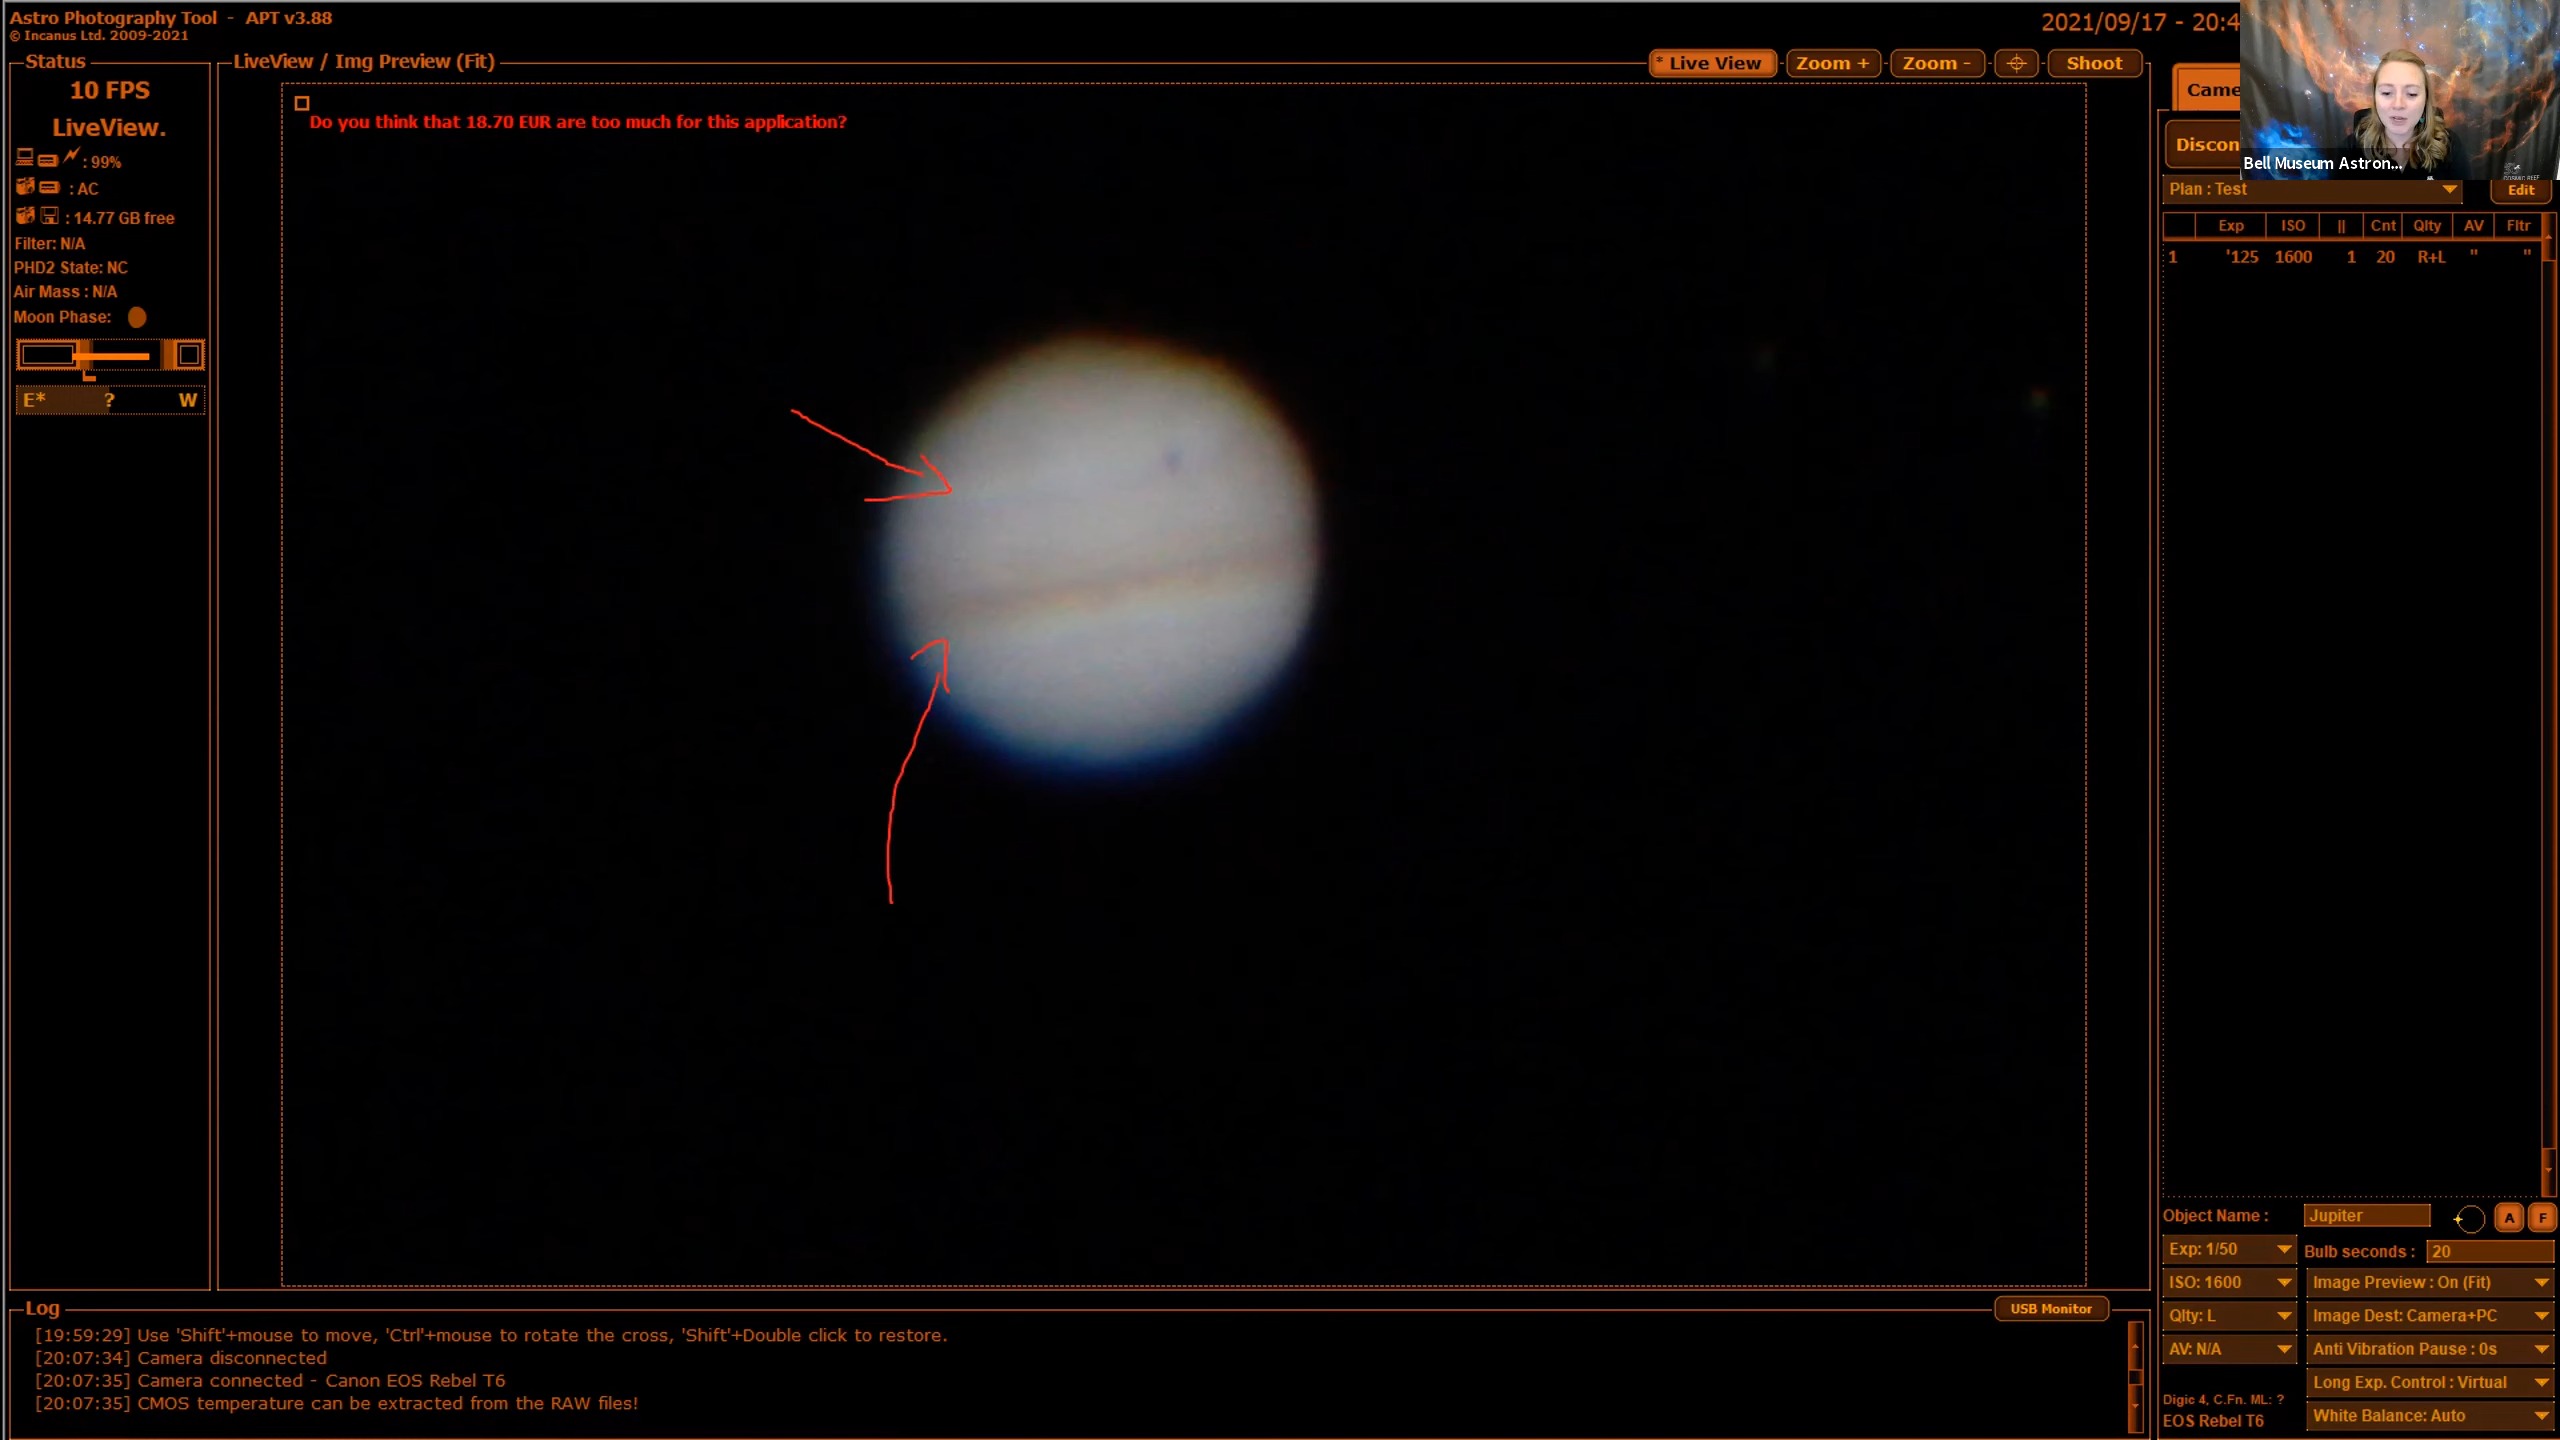 Astro Photography Tool - APT v3.88
© Incanus Ltd. 2009-2021
2021/09/17 - 20:4
Status
10 FPS
LiveView.
: 99%
: AC
: 14.77 GB free
Filter: N/A
PHD2 State: NC
Air Mass : N/A
Moon Phase:
E* ? W
LiveView / Img Preview (Fit)
* Live View Zoom + Zoom - Shoot
Do you think that 18.70 EUR are too much for this application?
Came
Discon
Bell Museum Astron...
Plan : Test Edit
Exp ISO || Cnt Qlty AV Fltr
1 '125 1600 1 20 R+L " "
Object Name : Jupiter A F
Exp: 1/50 Bulb seconds : 20
ISO: 1600 Image Preview : On (Fit)
Qlty: L Image Dest: Camera+PC
AV: N/A Anti Vibration Pause : 0s
Long Exp. Control : Virtual
Digic 4, C.Fn. ML: ?
EOS Rebel T6 White Balance: Auto
Log
USB Monitor
[19:59:29] Use 'Shift'+mouse to move, 'Ctrl'+mouse to rotate the cross, 'Shift'+Double click to restore.
[20:07:34] Camera disconnected
[20:07:35] Camera connected - Canon EOS Rebel T6
[20:07:35] CMOS temperature can be extracted from the RAW files!